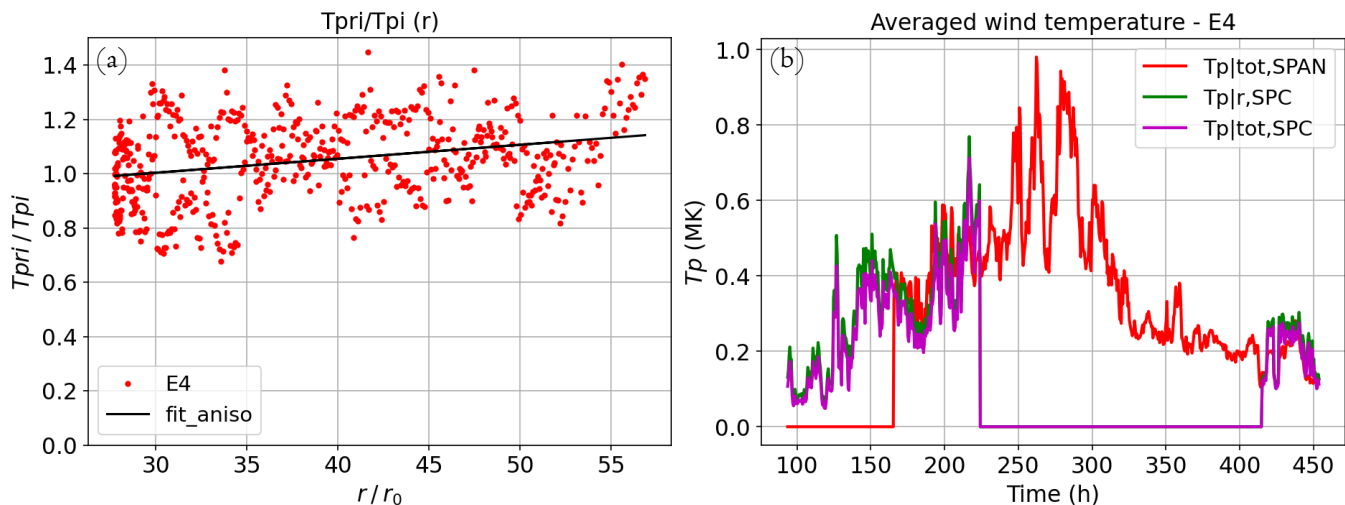 Tpri/Tpi (r)
(a)
1.4
1.2
1.0
0.8
0.6
0.4
0.2
0.0
Tpri / Tpi
E4
fit_aniso
30
35
40
45
50
55
r / r0
Averaged wind temperature - E4
(b)
1.0
0.8
0.6
0.4
0.2
0.0
Tp (MK)
Tp|tot,SPAN
Tp|r,SPC
Tp|tot,SPC
100
150
200
250
300
350
400
450
Time (h)